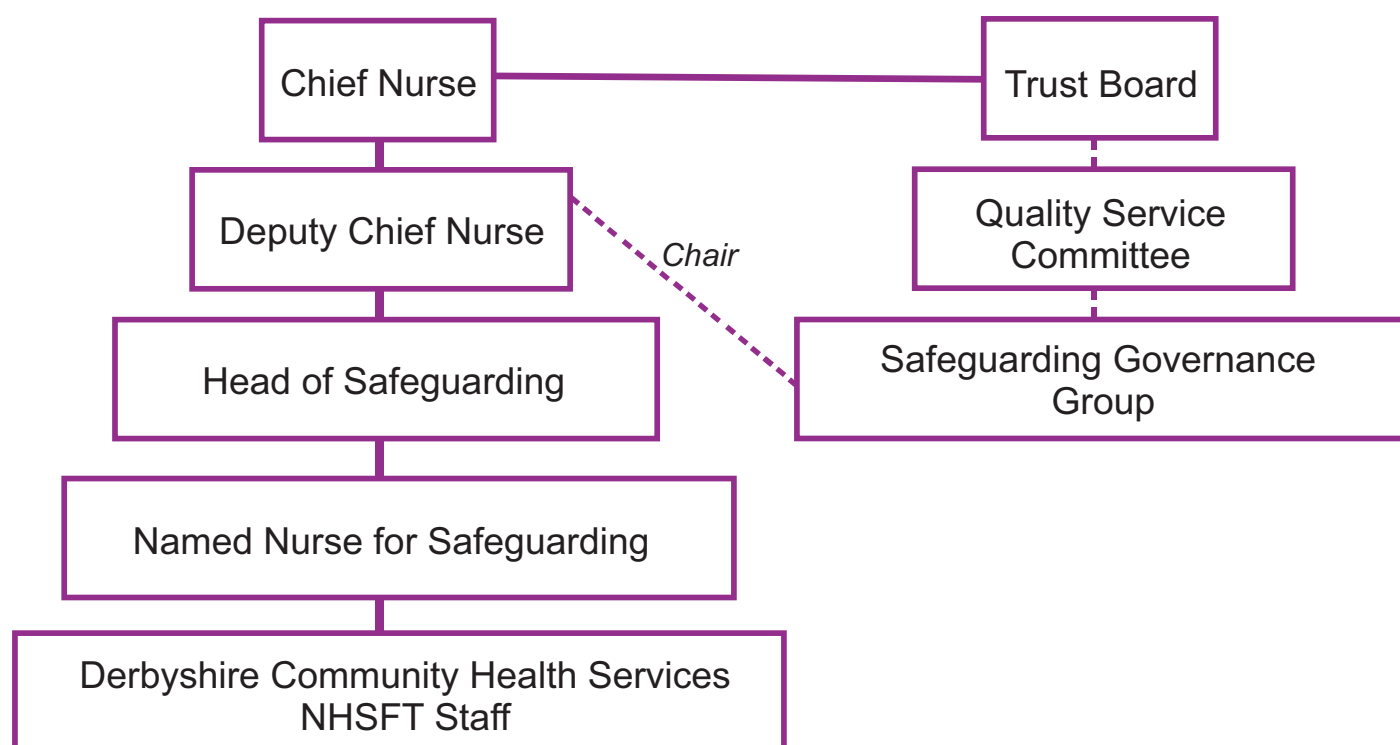 Chief Nurse
Trust Board
Deputy Chief Nurse
Chair
Quality Service
Committee
Head of Safeguarding
Safeguarding Governance
Group
Named Nurse for Safeguarding
Derbyshire Community Health Services
NHSFT Staff